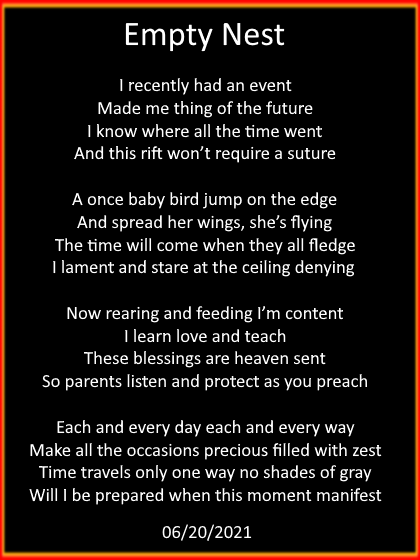 Empty Nest
I recently had an event
Made me thing of the future
I know where all the time went
And this rift won't require a suture
A once baby bird jump on the edge
And spread her wings, she's flying
The time will come when they all fledge
I lament and stare at the ceiling denying
Now rearing and feeding I'm content
I learn love and teach
These blessings are heaven sent
So parents listen and protect as you preach
Each and every day each and every way
Make all the occasions precious filled with zest
Time travels only one way no shades of gray
Will I be prepared when this moment manifest
06/20/2021